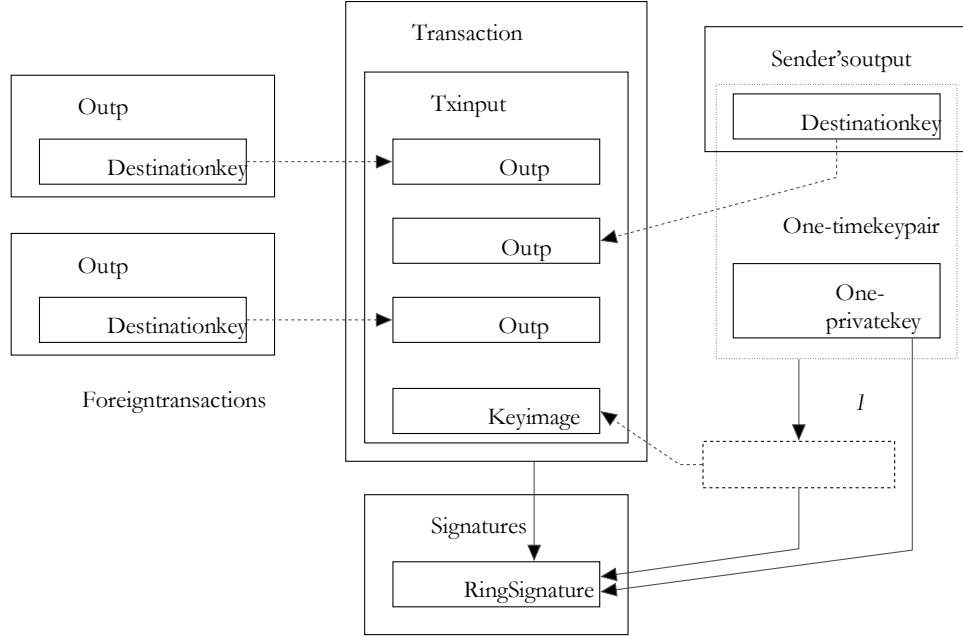 Transaction
Sender’soutput
Txinput
Outp
Destinationkey
Destinationkey
Outp
Outp
One-timekeypair
Outp
Destinationkey
Outp
One-
privatekey
Foreigntransactions
Keyimage
I
Signatures
RingSignature